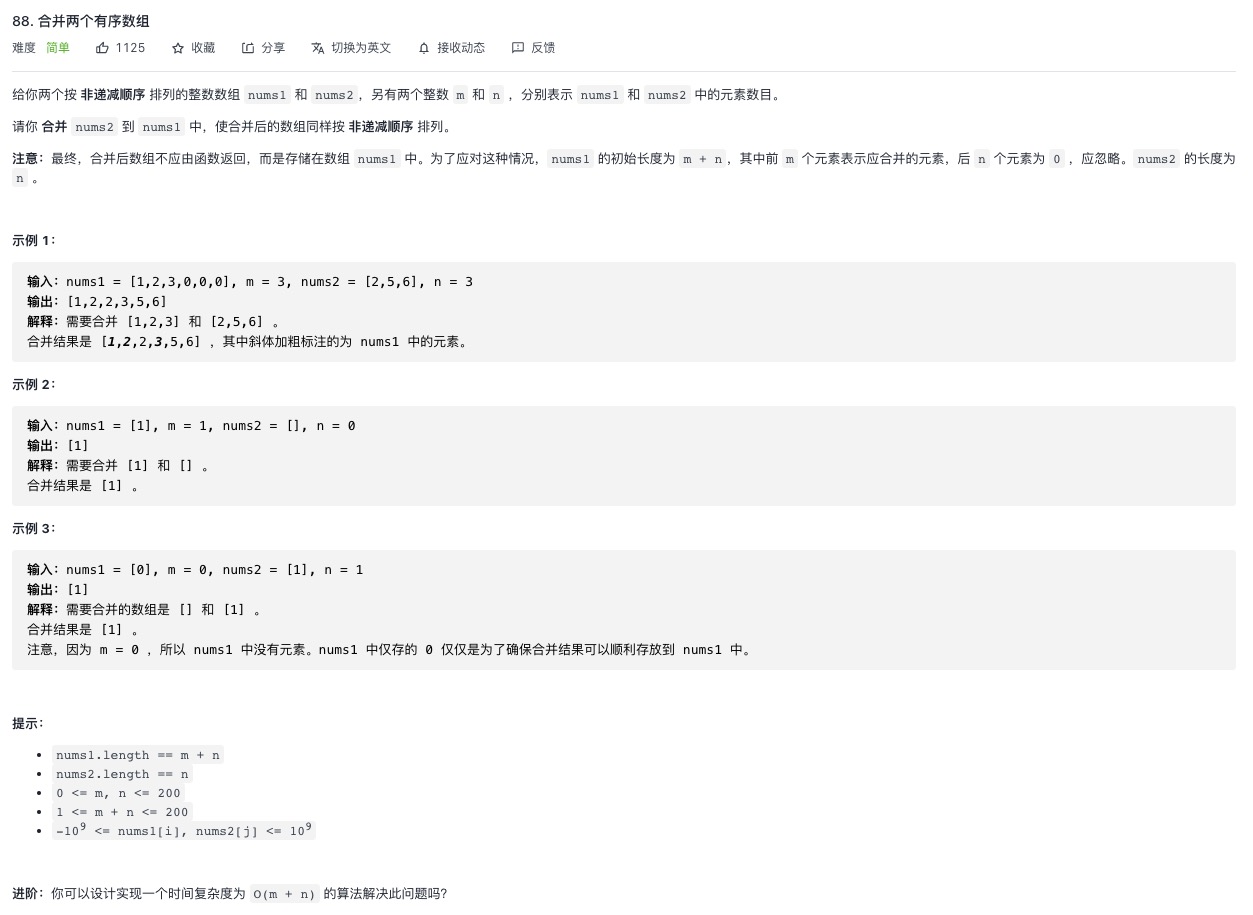 88. 合并两个有序数组
难度 简单 1125 收藏 分享 切换为英文 接收动态 反馈
给你两个按 非递减顺序 排列的整数数组 nums1 和 nums2，另有两个整数 m 和 n ，分别表示 nums1 和 nums2 中的元素数目。
请你 合并 nums2 到 nums1 中，使合并后的数组同样按 非递减顺序 排列。
注意：最终，合并后数组不应由函数返回，而是存储在数组 nums1 中。为了应对这种情况，nums1 的初始长度为 m + n，其中前 m 个元素表示应合并的元素，后 n 个元素为 0 ，应忽略。nums2 的长度为
n 。
示例 1：
输入：nums1 = [1,2,3,0,0,0], m = 3, nums2 = [2,5,6], n = 3
输出：[1,2,2,3,5,6]
解释：需要合并 [1,2,3] 和 [2,5,6] 。
合并结果是 [1,2,2,3,5,6] ，其中斜体加粗标注的为 nums1 中的元素。
示例 2：
输入：nums1 = [1], m = 1, nums2 = [], n = 0
输出：[1]
解释：需要合并 [1] 和 [] 。
合并结果是 [1] 。
示例 3：
输入：nums1 = [0], m = 0, nums2 = [1], n = 1
输出：[1]
解释：需要合并的数组是 [] 和 [1] 。
合并结果是 [1] 。
注意，因为 m = 0 ，所以 nums1 中没有元素。nums1 中仅存的 0 仅仅是为了确保合并结果可以顺利存放到 nums1 中。
提示：
• nums1.length == m + n
• nums2.length == n
• 0 <= m, n <= 200
• 1 <= m + n <= 200
• -10⁹ <= nums1[i], nums2[j] <= 10⁹
进阶：你可以设计实现一个时间复杂度为 O(m + n) 的算法解决此问题吗？